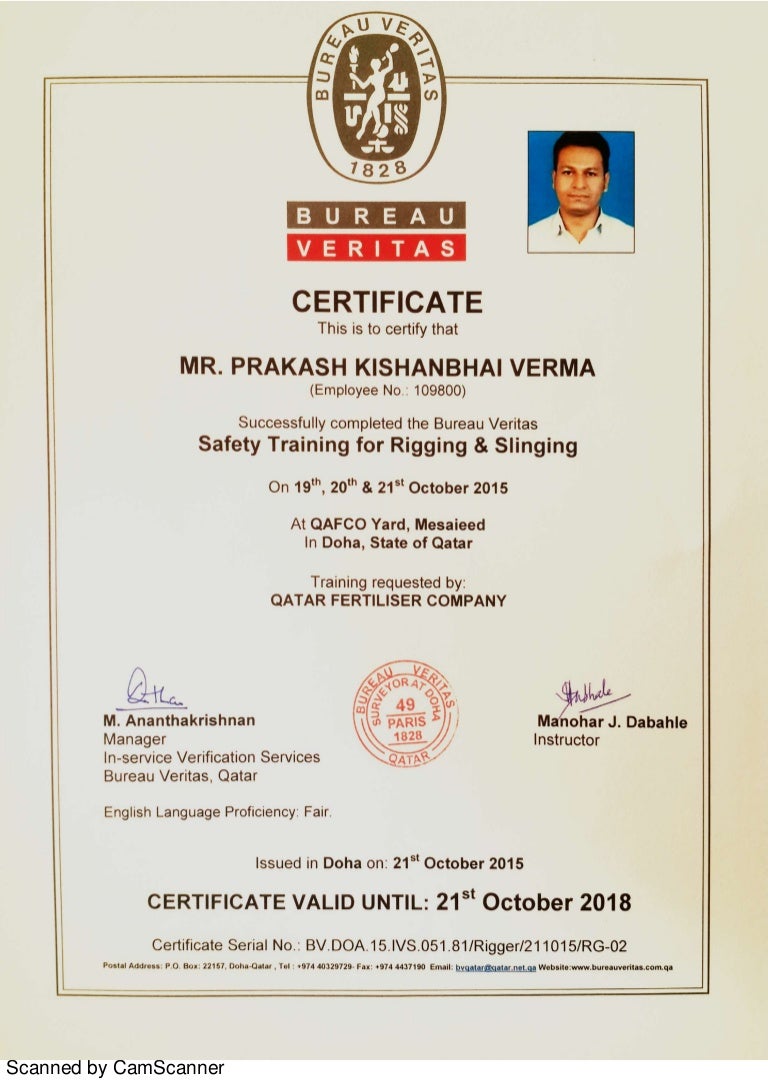 BUREAU VERITAS
1828
BUREAU
VERITAS
CERTIFICATE
This is to certify that
MR. PRAKASH KISHANBHAI VERMA
(Employee No.: 109800)
Successfully completed the Bureau Veritas
Safety Training for Rigging & Slinging
On 19th, 20th & 21st October 2015
At QAFCO Yard, Mesaieed
In Doha, State of Qatar
Training requested by:
QATAR FERTILISER COMPANY
BUREAU VERITAS
SURVEYOR AT DOHA
49
PARIS
1828
QATAR
M. Ananthakrishnan
Manager
In-service Verification Services
Bureau Veritas, Qatar
Manohar J. Dabahle
Instructor
English Language Proficiency: Fair.
Issued in Doha on: 21st October 2015
CERTIFICATE VALID UNTIL: 21st October 2018
Certificate Serial No.: BV.DOA.15.IVS.051.81/Rigger/211015/RG-02
Postal Address: P.O. Box: 22157, Doha-Qatar , Tel : +974 40329729- Fax: +974 4437190 Email: bvqatar@qatar.net.qa Website:www.bureauveritas.com.qa
Scanned by CamScanner